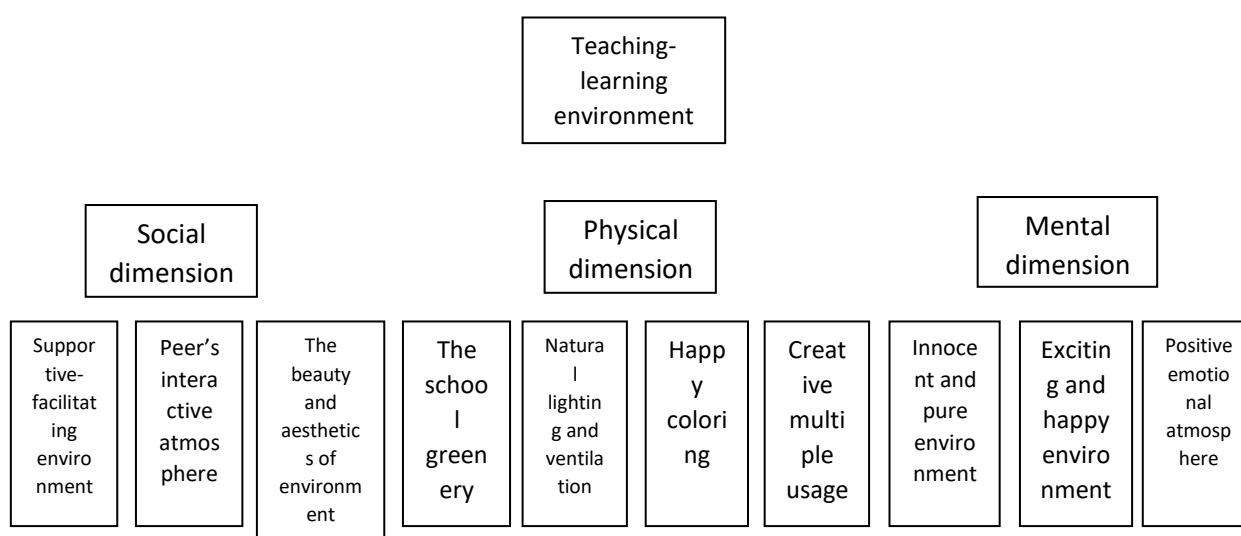 Teaching-
learning
environment
Social
dimension
Physical
dimension
Mental
dimension
Suppor
tive-
facilitat
ing
enviro
nment
Peer's
intera
ctive
atmos
phere
The
beauty
and
aesthetic
s of
environm
ent
The
schoo
l
green
ery
Natura
l
lightin
g and
ventila
tion
Happ
y
colori
ng
Creat
ive
multi
ple
usage
Innoce
nt and
pure
enviro
nment
Excitin
g and
happy
enviro
nment
Positive
emotio
nal
atmosp
here